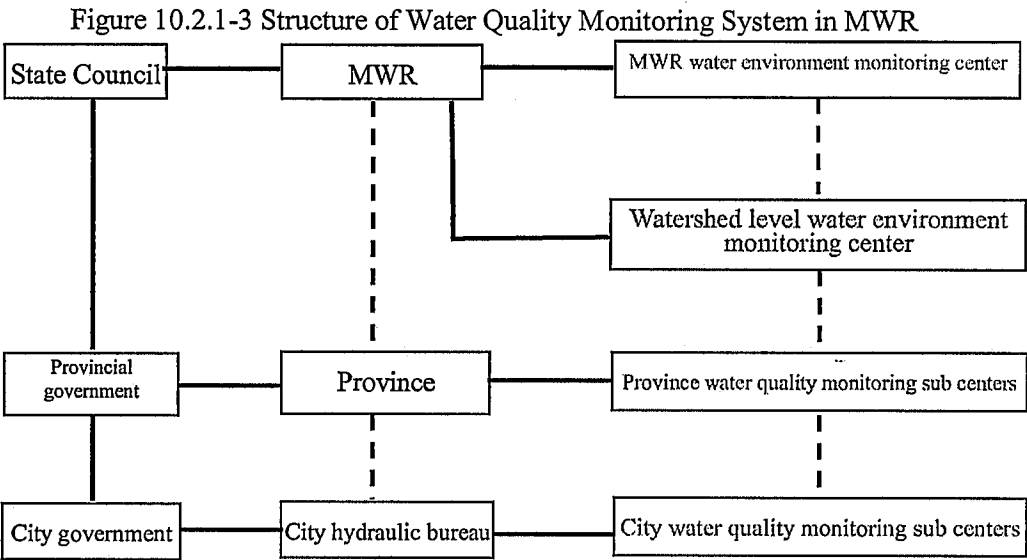 Figure 10.2.1-3 Structure of Water Quality Monitoring System in MWR
State Council
MWR
MWR water environment monitoring center
Watershed level water environment
monitoring center
Provincial
government
Province
Province water quality monitoring sub centers
City government
City hydraulic bureau
City water quality monitoring sub centers